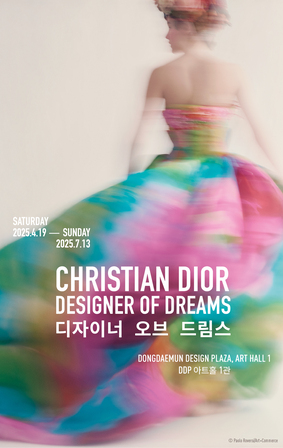 SATURDAY
2025.4.19 — SUNDAY
2025.7.13
CHRISTIAN DIOR
DESIGNER OF DREAMS
디자이너 오브 드림스
DONGDAEMUN DESIGN PLAZA, ART HALL 1
DDP 아트홀 1관